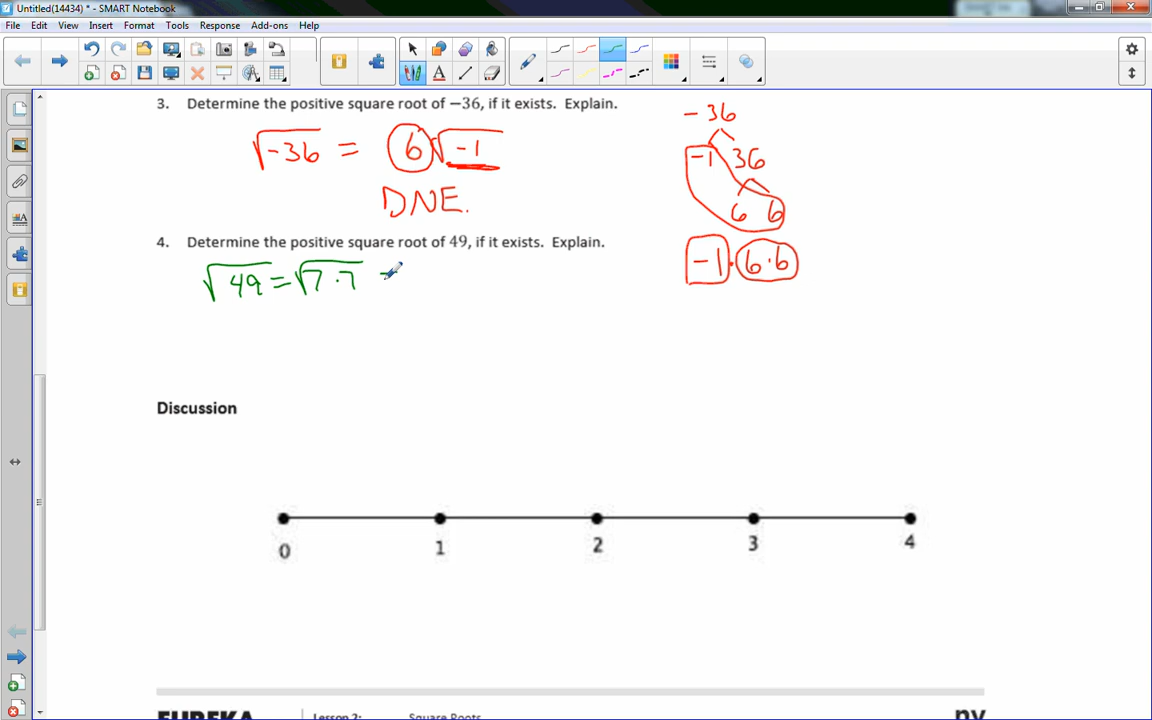 Untitled(14434) * - SMART Notebook
File Edit View Insert Format Tools Response Add-ons Help
3. Determine the positive square root of −36, if it exists. Explain.
√-36 = 6√-1
DNE.
-36
-1 36
6 6
-1 · 6·6
4. Determine the positive square root of 49, if it exists. Explain.
√49 = √7·7 =
Discussion
0 1 2 3 4
EUREKA Lesson 2: Square Roots ny